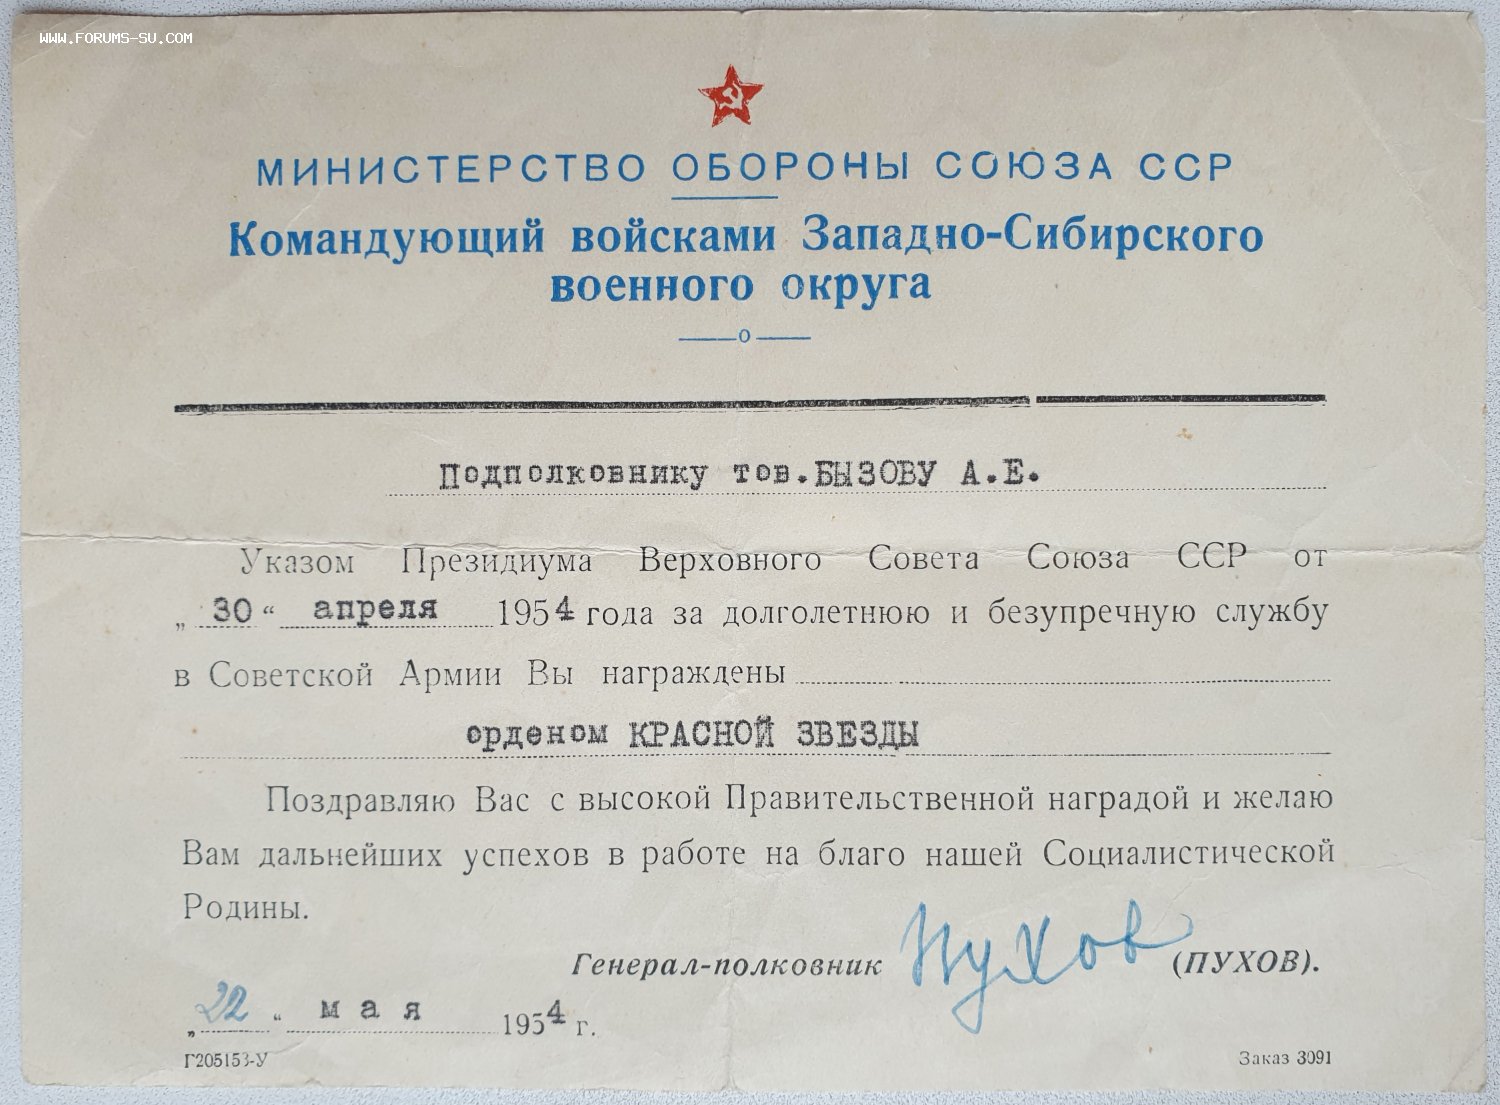 WWW.FORUMS-SU.COM
МИНИСТЕРСТВО ОБОРОНЫ СОЮЗА ССР
Командующий войсками Западно-Сибирского
военного округа
Подполковнику тов.БЫЗОВУ А.Е.
Указом Президиума Верховного Совета Союза ССР от
„30“ апреля 1954 года за долголетнюю и безупречную службу
в Советской Армии Вы награждены
орденом КРАСНОЙ ЗВЕЗДЫ
Поздравляю Вас с высокой Правительственной наградой и желаю
Вам дальнейших успехов в работе на благо нашей Социалистической
Родины.
Генерал-полковник Пухов (ПУХОВ).
„22“ мая 1954 г.
Г205153-У Заказ 3091